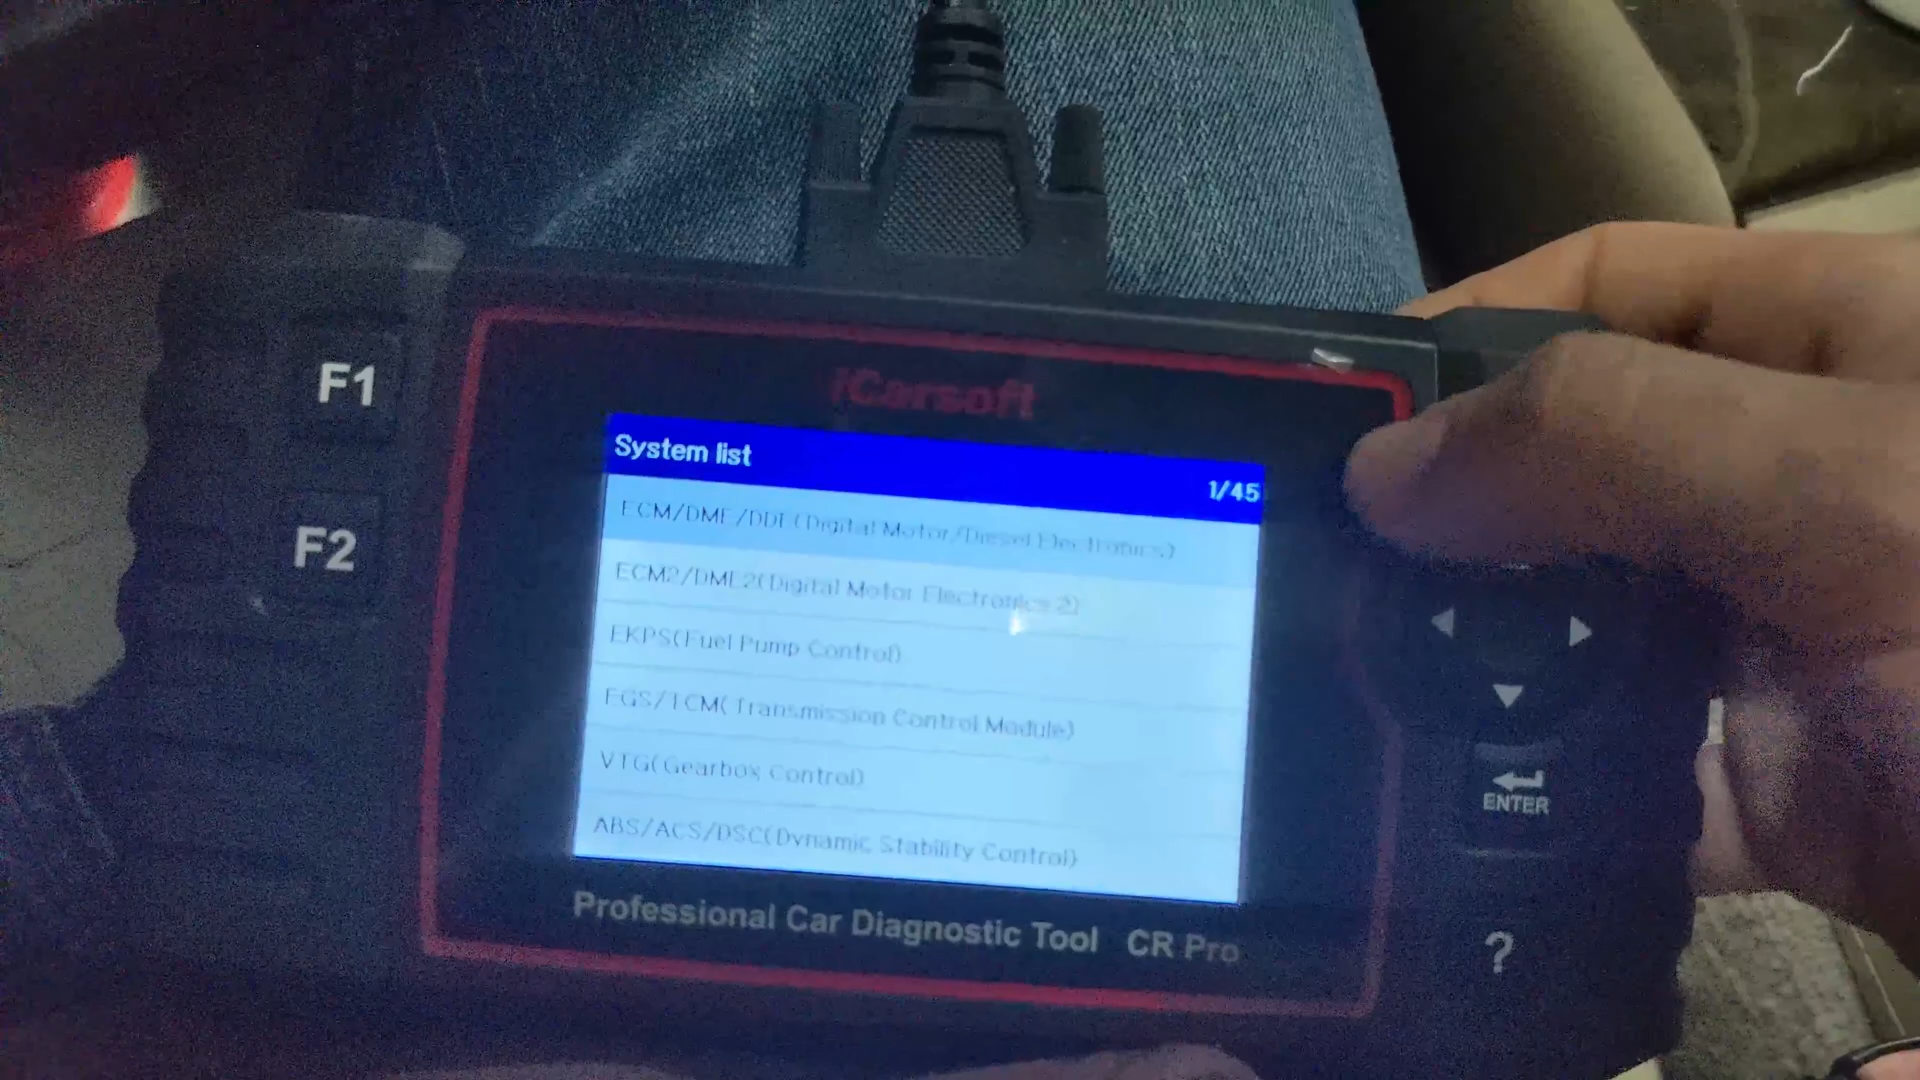 F1
F2
iCarsoft
System list
1/45
ECM/DME/DDE(Digital Motor/Diesel Electronics)
ECM2/DME2(Digital Motor Electronics 2)
EKPS(Fuel Pump Control)
EGS/TCM(Transmission Control Module)
VTG(Gearbox Control)
ABS/ACS/DSC(Dynamic Stability Control)
Professional Car Diagnostic Tool CR Pro
ENTER
?